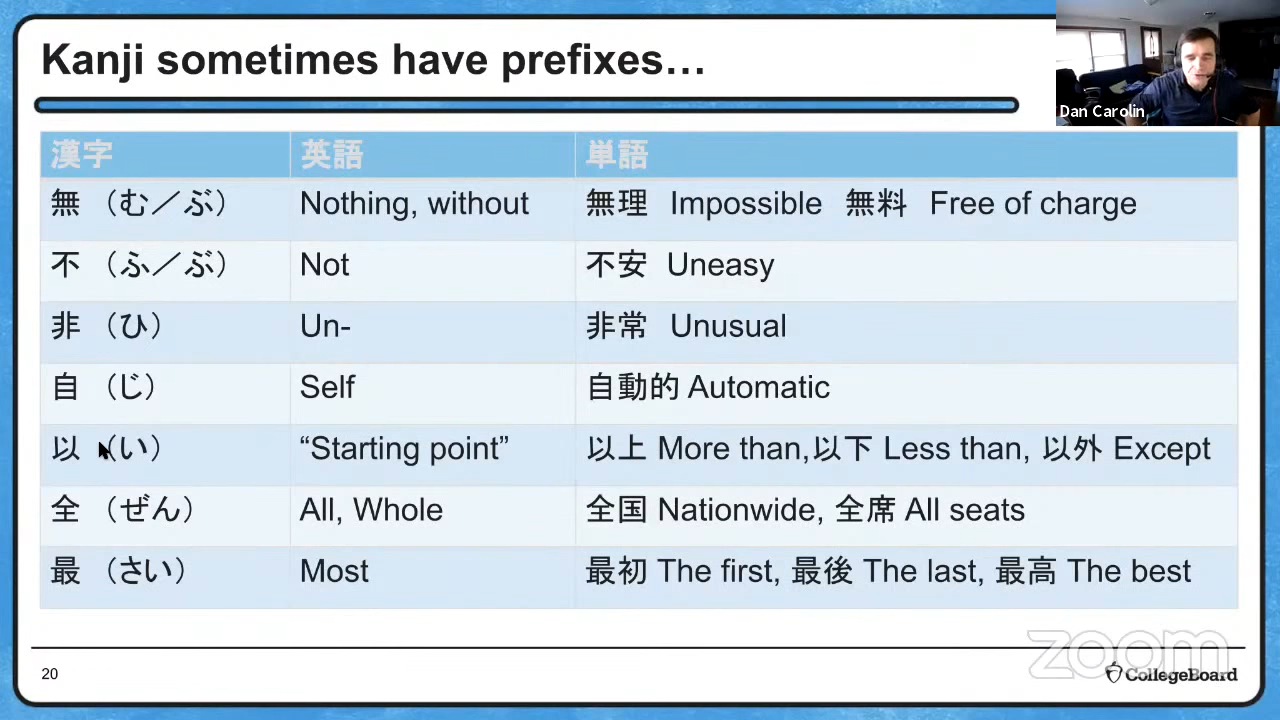 Kanji sometimes have prefixes…
Dan Carolin
漢字 英語 単語
無 （む／ぶ） Nothing, without 無理 Impossible 無料 Free of charge
不 （ふ／ぶ） Not 不安 Uneasy
非 （ひ） Un- 非常 Unusual
自 （じ） Self 自動的 Automatic
以 （い） “Starting point” 以上 More than,以下 Less than, 以外 Except
全 （ぜん） All, Whole 全国 Nationwide, 全席 All seats
最 （さい） Most 最初 The first, 最後 The last, 最高 The best
zoom
20 CollegeBoard